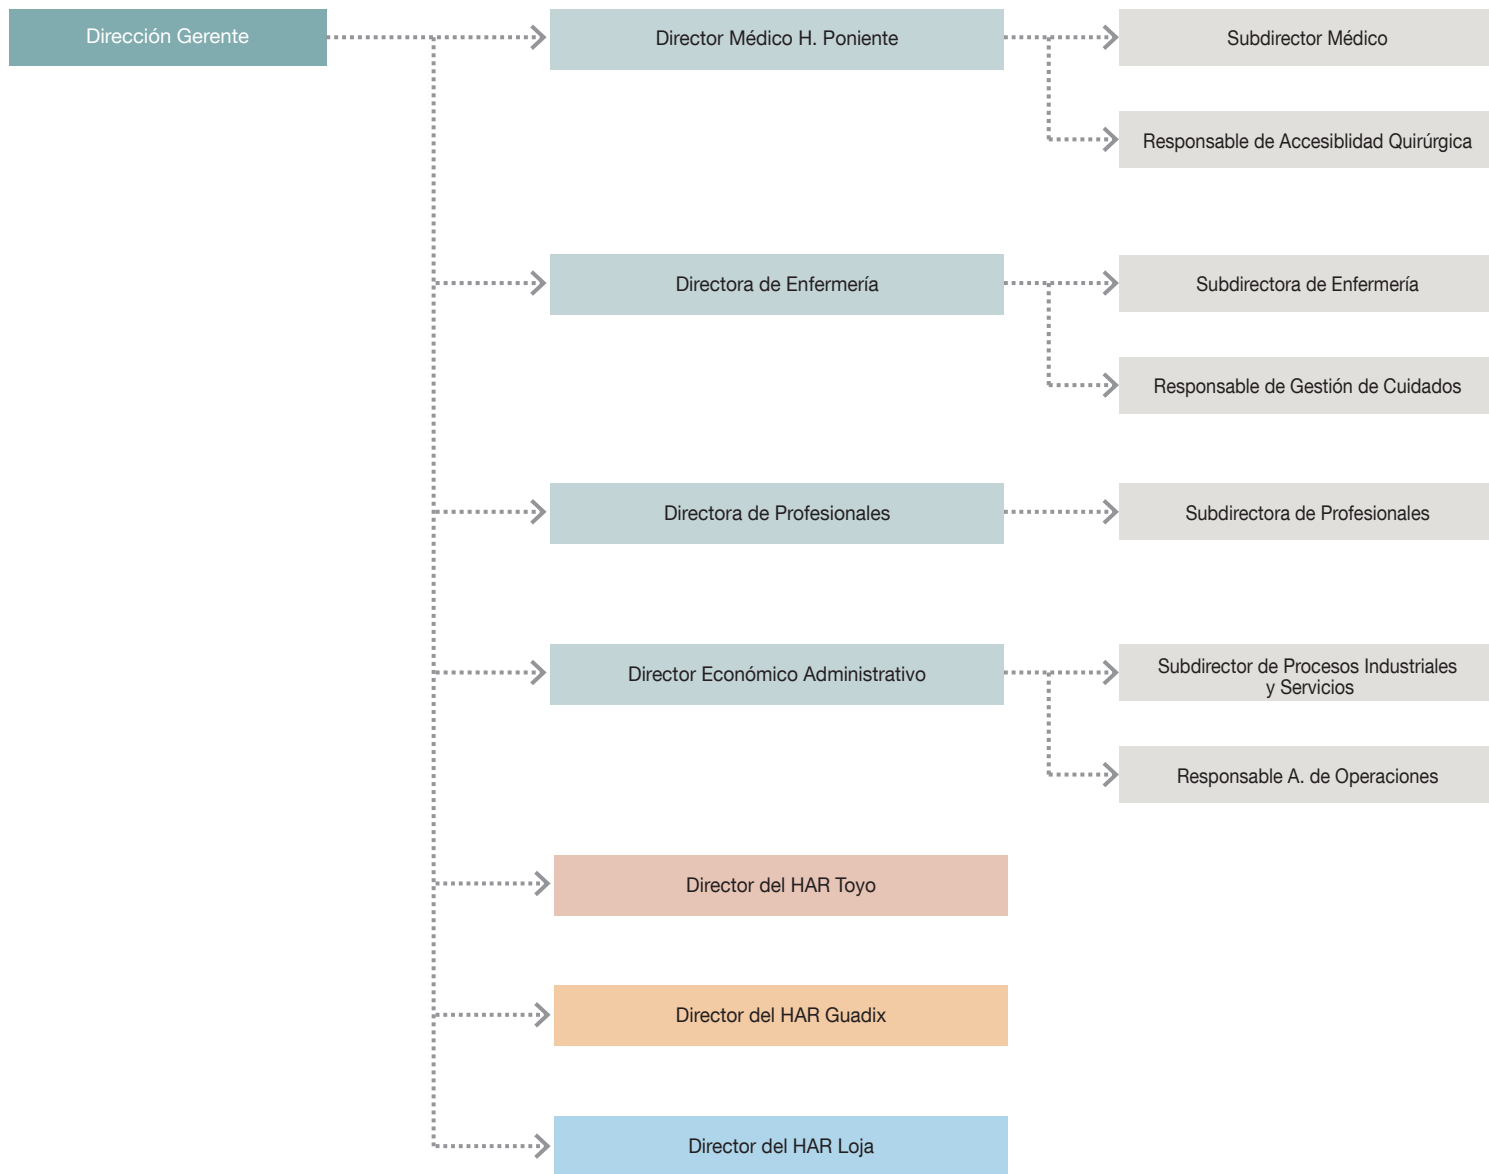 Dirección Gerente
Director Médico H. Poniente
Subdirector Médico
Responsable de Accesiblidad Quirúrgica
Directora de Enfermería
Subdirectora de Enfermería
Responsable de Gestión de Cuidados
Directora de Profesionales
Subdirectora de Profesionales
Director Económico Administrativo
Subdirector de Procesos Industriales
y Servicios
Responsable A. de Operaciones
Director del HAR Toyo
Director del HAR Guadix
Director del HAR Loja